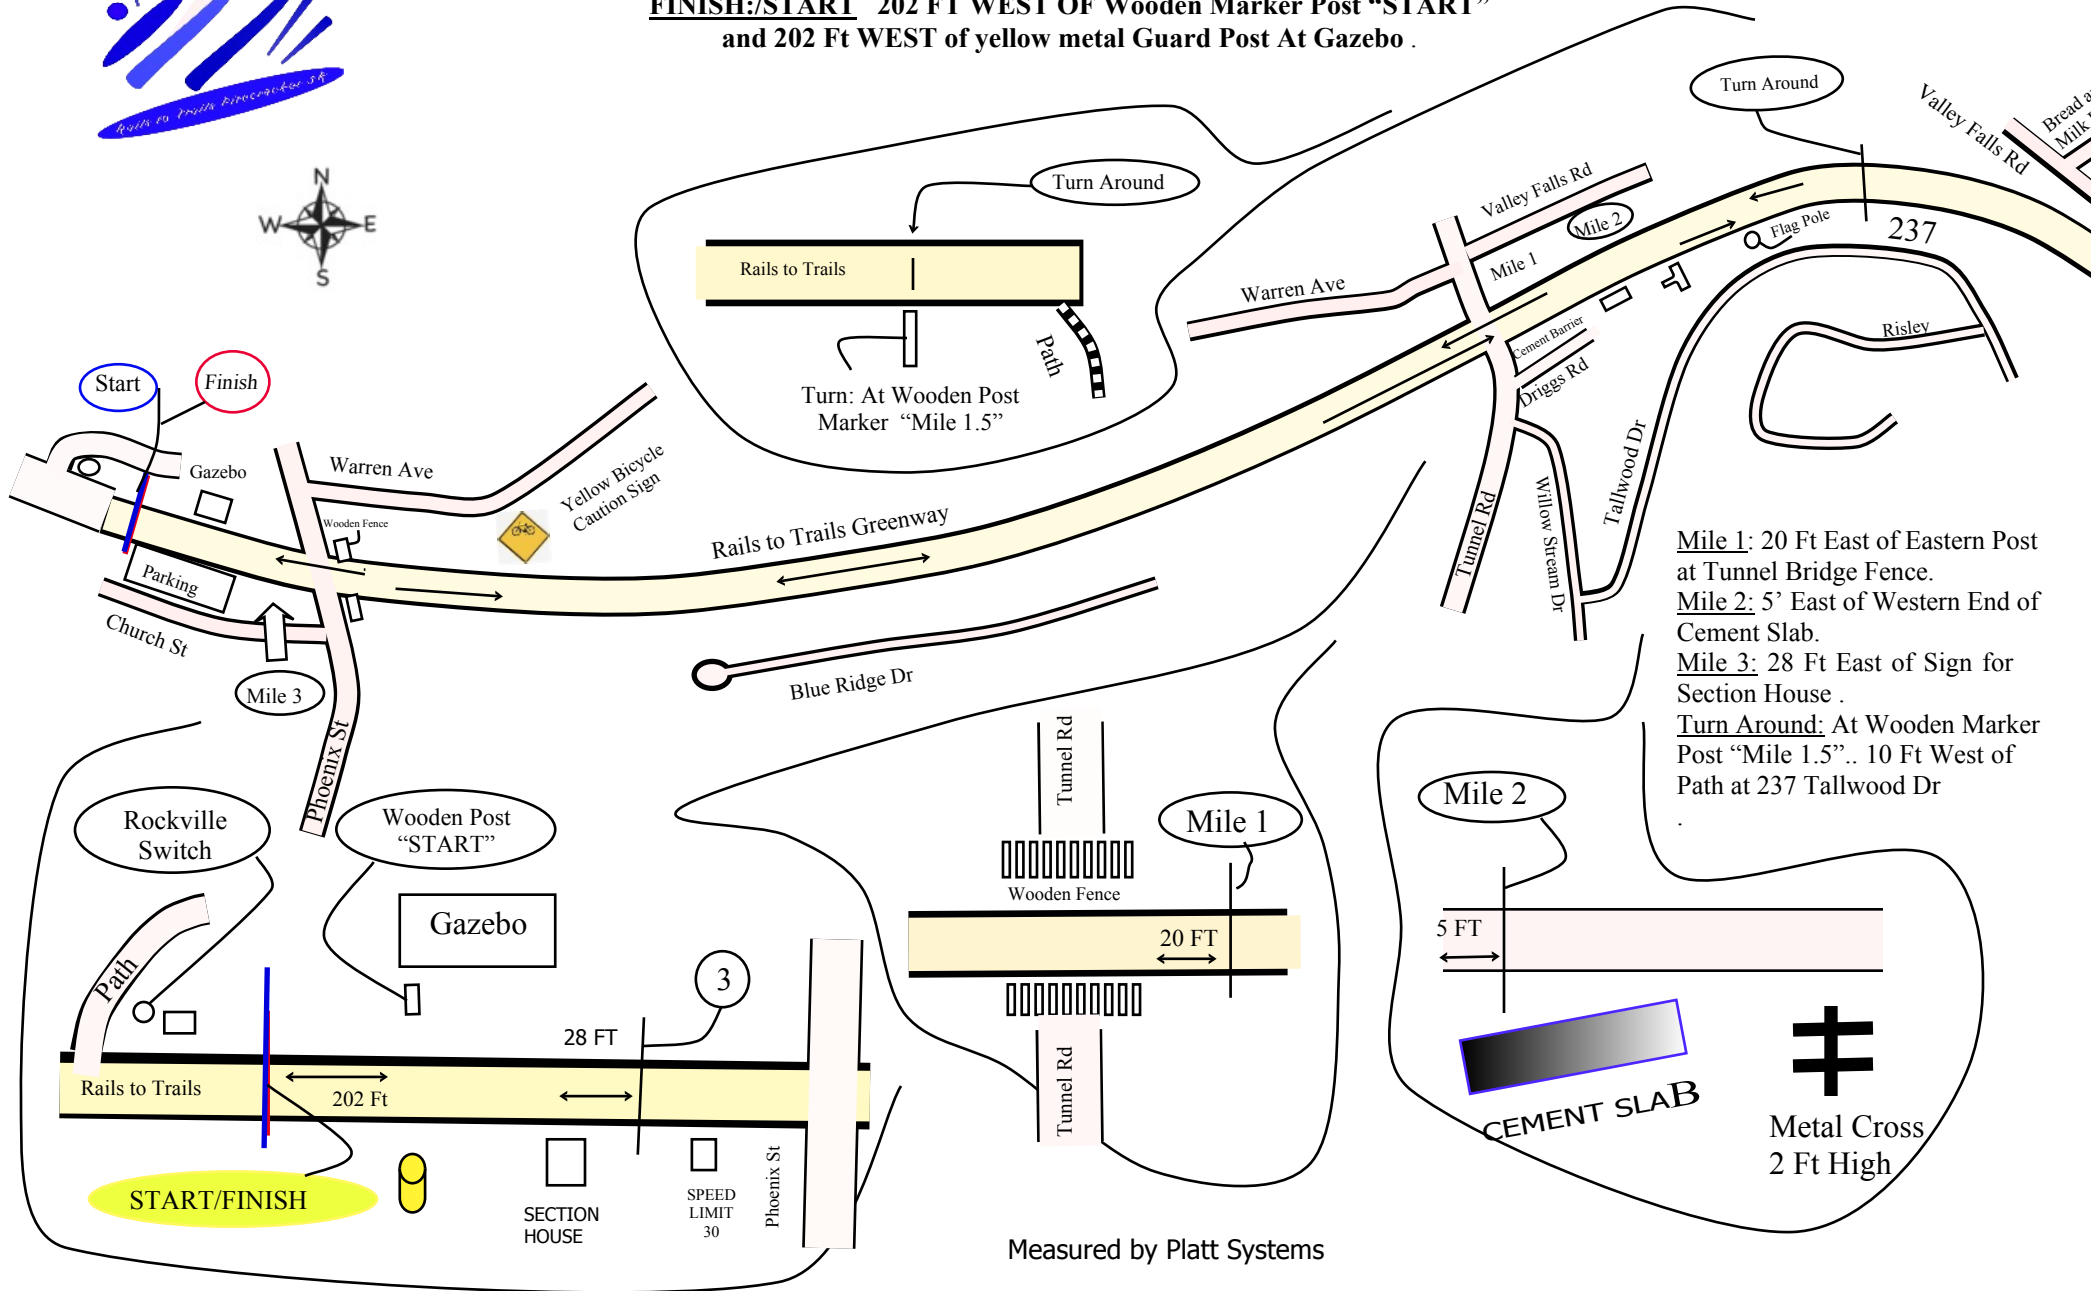 FINISH:/START 202 FT WEST OF Wooden Marker Post “START”
and 202 Ft WEST of yellow metal Guard Post At Gazebo .
Rails to Trails Firecracker 5K
N
W E
S
Turn Around
Valley Falls Rd
Bread a
Milk
Turn Around
Rails to Trails
Path
Turn: At Wooden Post
Marker “Mile 1.5”
Valley Falls Rd
Mile 2
Flag Pole
237
Mile 1
Warren Ave
Cement Barrier
Driggs Rd
Risley
Start
Finish
Gazebo
Warren Ave
Wooden Fence
Yellow Bicycle
Caution Sign
Rails to Trails Greenway
Tunnel Rd
Willow Stream Dr
Tallwood Dr
Parking
Church St
Mile 3
Phoenix St
Blue Ridge Dr
Mile 1: 20 Ft East of Eastern Post
at Tunnel Bridge Fence.
Mile 2: 5’ East of Western End of
Cement Slab.
Mile 3: 28 Ft East of Sign for
Section House .
Turn Around: At Wooden Marker
Post “Mile 1.5”.. 10 Ft West of
Path at 237 Tallwood Dr
.
Rockville
Switch
Wooden Post
“START”
Gazebo
Path
3
28 FT
Rails to Trails
202 Ft
START/FINISH
SECTION
HOUSE
SPEED
LIMIT
30
Phoenix St
Tunnel Rd
Mile 1
Wooden Fence
20 FT
Tunnel Rd
Mile 2
5 FT
CEMENT SLAB
Metal Cross
2 Ft High
Measured by Platt Systems